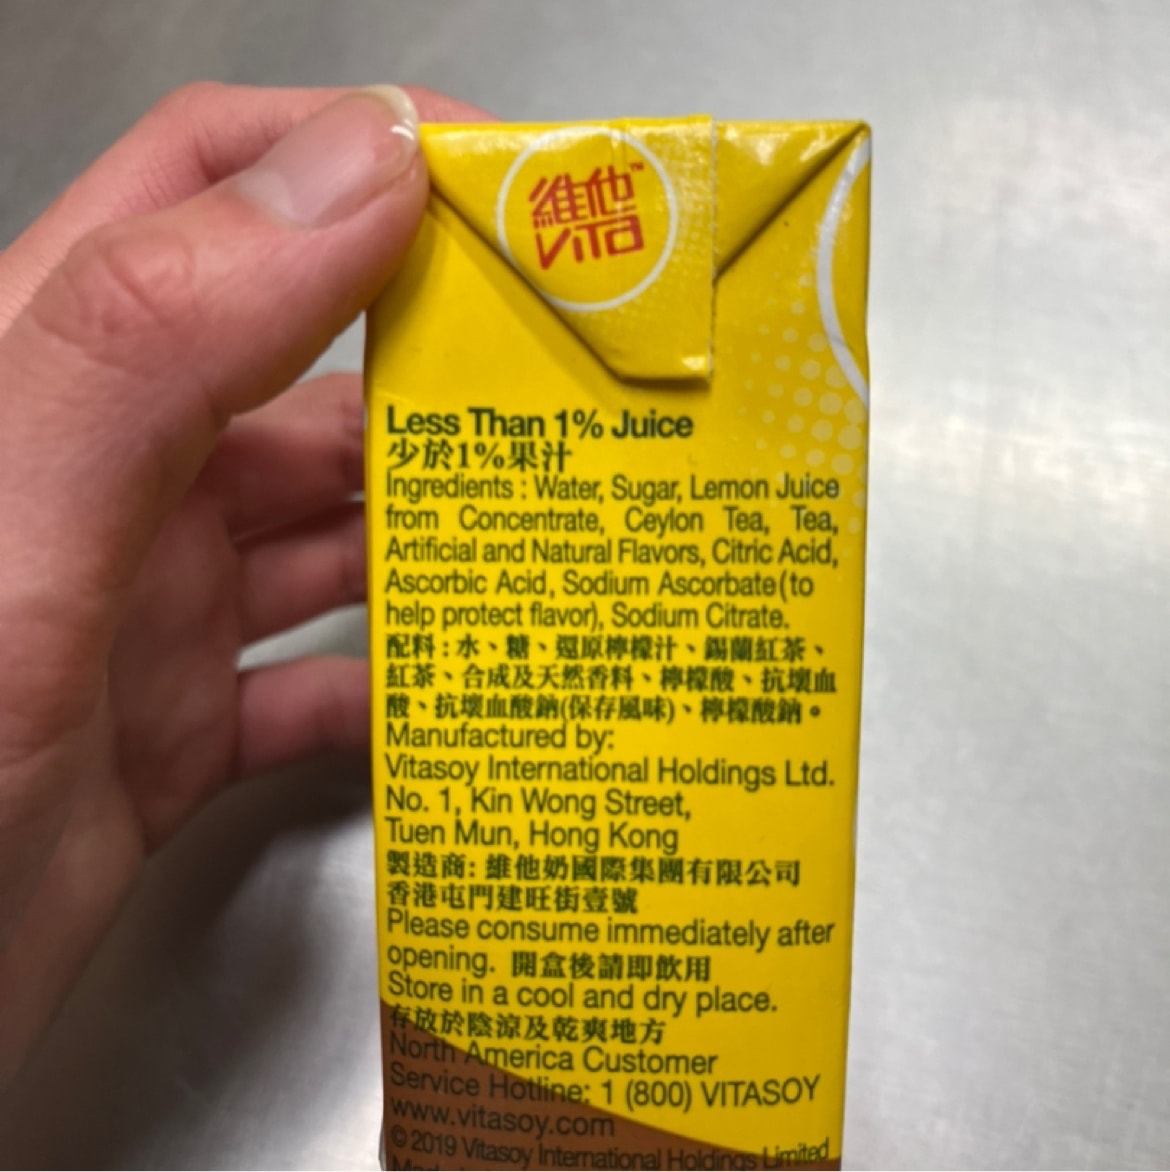 維他™
VITA
Less Than 1% Juice
少於1%果汁
Ingredients : Water, Sugar, Lemon Juice
from Concentrate, Ceylon Tea, Tea,
Artificial and Natural Flavors, Citric Acid,
Ascorbic Acid, Sodium Ascorbate(to
help protect flavor), Sodium Citrate.
配料：水、糖、還原檸檬汁、錫蘭紅茶、
紅茶、合成及天然香料、檸檬酸、抗壞血
酸、抗壞血酸鈉(保存風味)、檸檬酸鈉。
Manufactured by:
Vitasoy International Holdings Ltd.
No. 1, Kin Wong Street,
Tuen Mun, Hong Kong
製造商: 維他奶國際集團有限公司
香港屯門建旺街壹號
Please consume immediately after
opening. 開盒後請即飲用
Store in a cool and dry place.
存放於陰涼及乾爽地方
North America Customer
Service Hotline: 1 (800) VITASOY
www.vitasoy.com
© 2019 Vitasoy International Holdings Limited